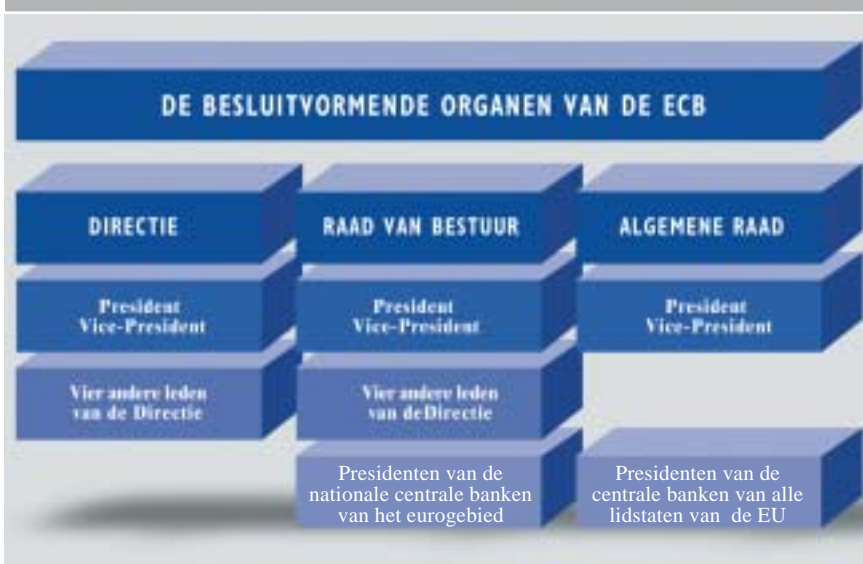 DE BESLUITVORMENDE ORGANEN VAN DE ECB
DIRECTIE
President
Vice-President
Vier andere leden
van de Directie
RAAD VAN BESTUUR
President
Vice-President
Vier andere leden
van deDirectie
Presidenten van de
nationale centrale banken
van het eurogebied
ALGEMENE RAAD
President
Vice-President
Presidenten van de
centrale banken van alle
lidstaten van de EU